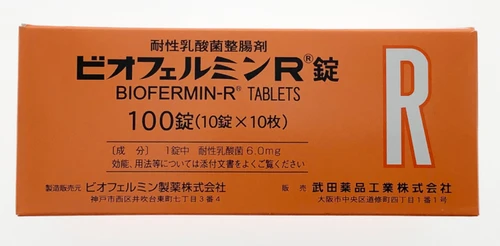 耐性乳酸菌整腸剤
ビオフェルミンR®錠
BIOFERMIN-R® TABLETS
100錠(10錠×10枚)
〔成 分〕 1錠中 耐性乳酸菌6.0mg
効能、用法等については添付文書をよくご覧ください
製造販売元 ビオフェルミン製薬株式会社
神戸市西区井吹台東町七丁目3番4
販 売 武田薬品工業株式会社
大阪市中央区道修町四丁目1番1号
R